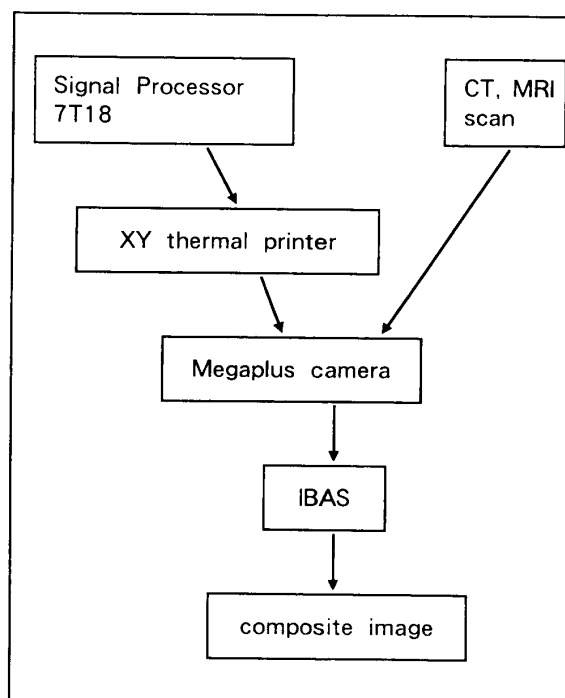 Signal Processor
7T18
CT, MRI
scan
XY thermal printer
Megaplus camera
IBAS
composite image